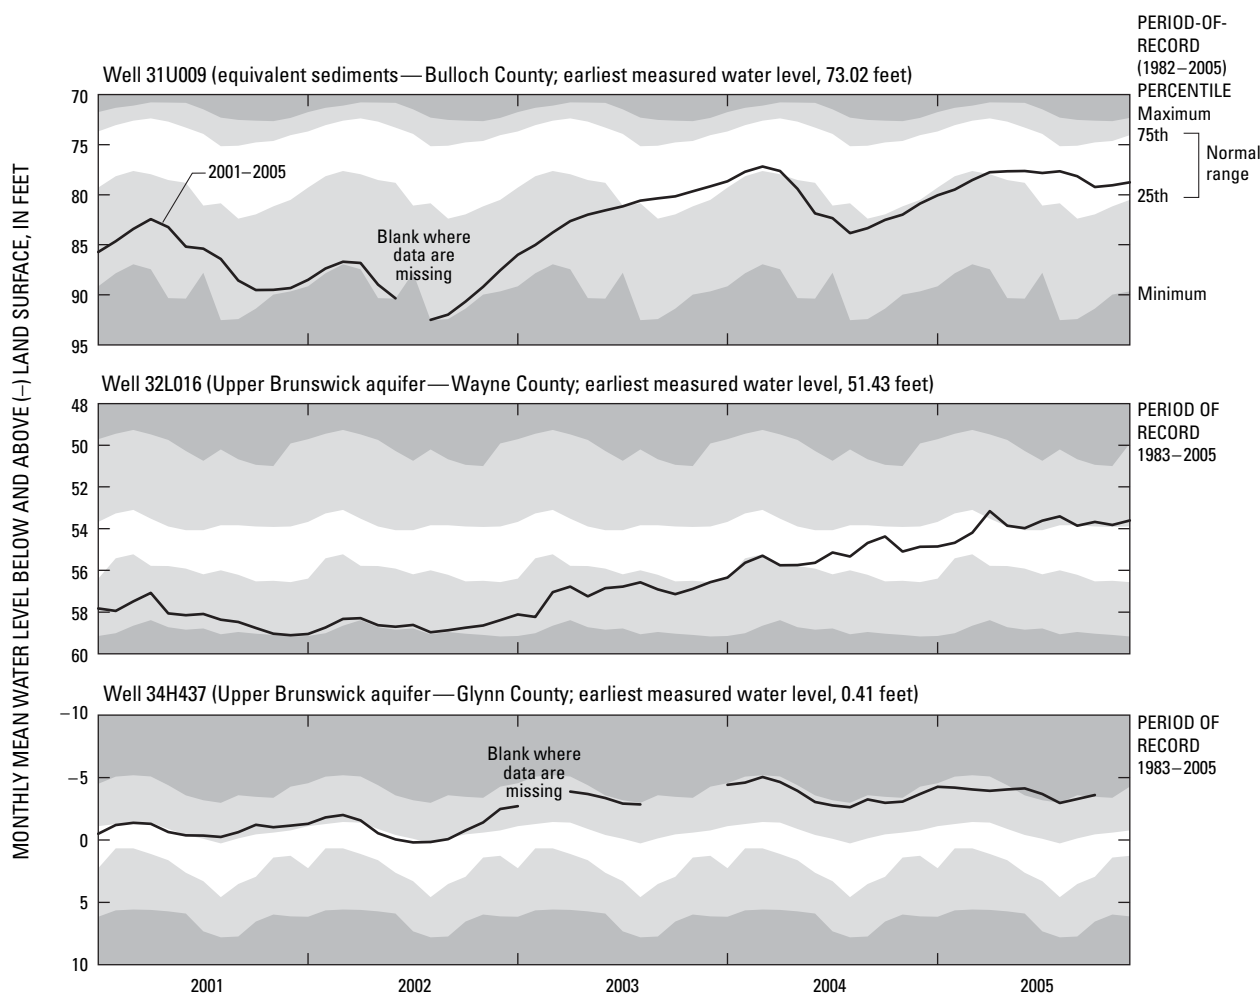 MONTHLY MEAN WATER LEVEL BELOW AND ABOVE (–) LAND SURFACE, IN FEET
Well 31U009 (equivalent sediments—Bulloch County; earliest measured water level, 73.02 feet)
PERIOD-OF-
RECORD
(1982–2005)
PERCENTILE
Maximum
75th
Normal
range
25th
Minimum
70
75
80
85
90
95
2001–2005
Blank where
data are
missing
Well 32L016 (Upper Brunswick aquifer—Wayne County; earliest measured water level, 51.43 feet)
PERIOD OF
RECORD
1983–2005
48
50
52
54
56
58
60
Well 34H437 (Upper Brunswick aquifer—Glynn County; earliest measured water level, 0.41 feet)
PERIOD OF
RECORD
1983–2005
–10
–5
0
5
10
Blank where
data are
missing
2001 2002 2003 2004 2005